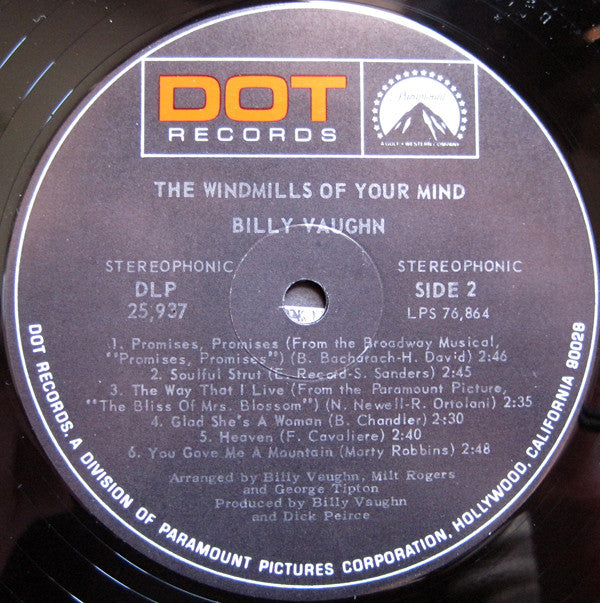 DOT
RECORDS
Paramount
A GULF + WESTERN COMPANY
THE WINDMILLS OF YOUR MIND
BILLY VAUGHN
STEREOPHONIC
DLP
25,937
STEREOPHONIC
SIDE 2
LPS 76,864
1. Promises, Promises (From the Broadway Musical,
""Promises, Promises") (B. Bacharach-H. David) 2:46
2. Soulful Strut (E. Record-S. Sanders) 2:45
3. The Way That I Live (From the Paramount Picture,
"The Bliss Of Mrs. Blossom") (N. Newell-R. Ortolani) 2:35
4. Glad She's A Woman (B. Chandler) 2:30
5. Heaven (F. Cavaliere) 2:40
6. You Gave Me A Mountain (Marty Robbins) 2:48
Arranged by Billy Vaughn, Milt Rogers
and George Tipton
Produced by Billy Vaughn
and Dick Peirce
DOT RECORDS, A DIVISION OF PARAMOUNT PICTURES CORPORATION, HOLLYWOOD, CALIFORNIA 90028